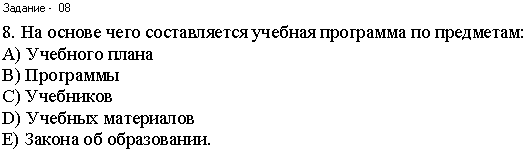 Задание - 08
8. На основе чего составляется учебная программа по предметам:
A) Учебного плана
B) Программы
C) Учебников
D) Учебных материалов
E) Закона об образовании.